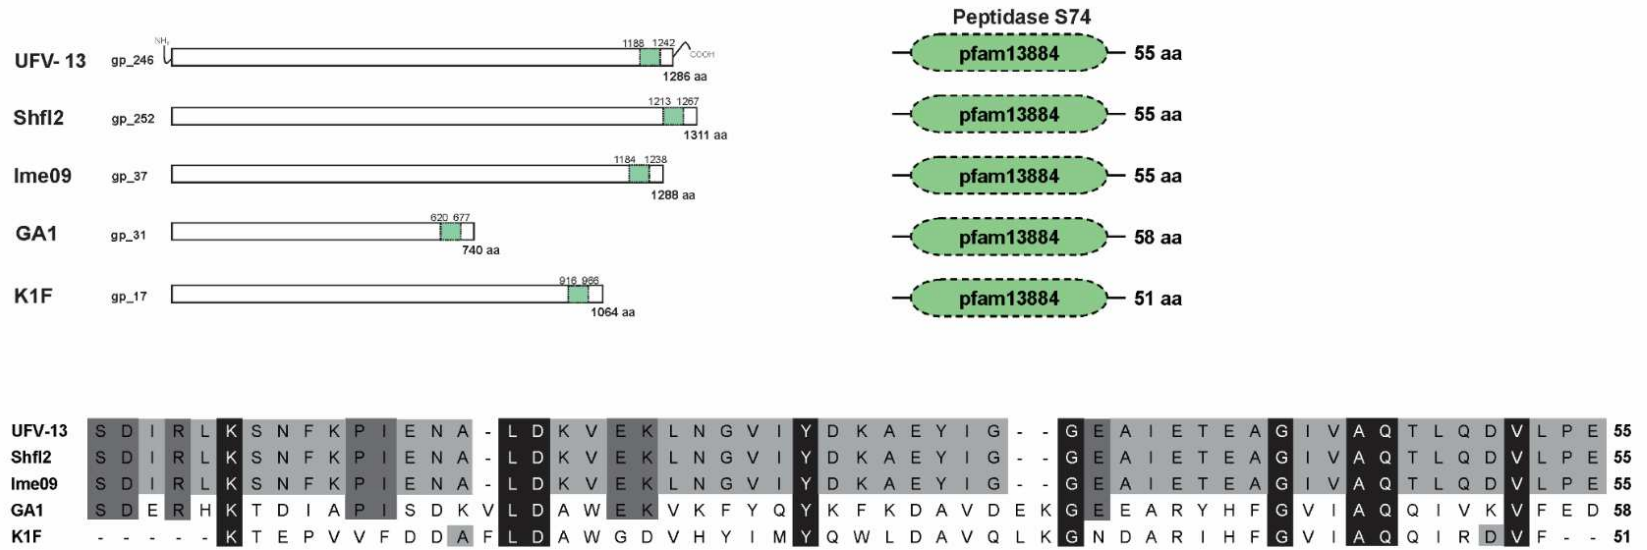 Peptidase S74
UFV- 13 gp_246 NH₂ 1188 1242 COOH 1286 aa pfam13884 55 aa
Shfl2 gp_252 1213 1267 1311 aa pfam13884 55 aa
Ime09 gp_37 1184 1238 1288 aa pfam13884 55 aa
GA1 gp_31 620 677 740 aa pfam13884 58 aa
K1F gp_17 916 966 1064 aa pfam13884 51 aa
UFV-13 S D I R L K S N F K P I E N A - L D K V E K L N G V I Y D K A E Y I G - - G E A I E T E A G I V A Q T L Q D V L P E 55
Shfl2 S D I R L K S N F K P I E N A - L D K V E K L N G V I Y D K A E Y I G - - G E A I E T E A G I V A Q T L Q D V L P E 55
Ime09 S D I R L K S N F K P I E N A - L D K V E K L N G V I Y D K A E Y I G - - G E A I E T E A G I V A Q T L Q D V L P E 55
GA1 S D E R H K T D I A P I S D K V L D A W E K V K F Y Q Y K F K D A V D E K G E E A R Y H F G V I A Q Q I V K V F E D 58
K1F - - - - - K T E P V V F D D A F L D A W G D V H Y I M Y Q W L D A V Q L K G N D A R I H F G V I A Q Q I R D V F - - 51